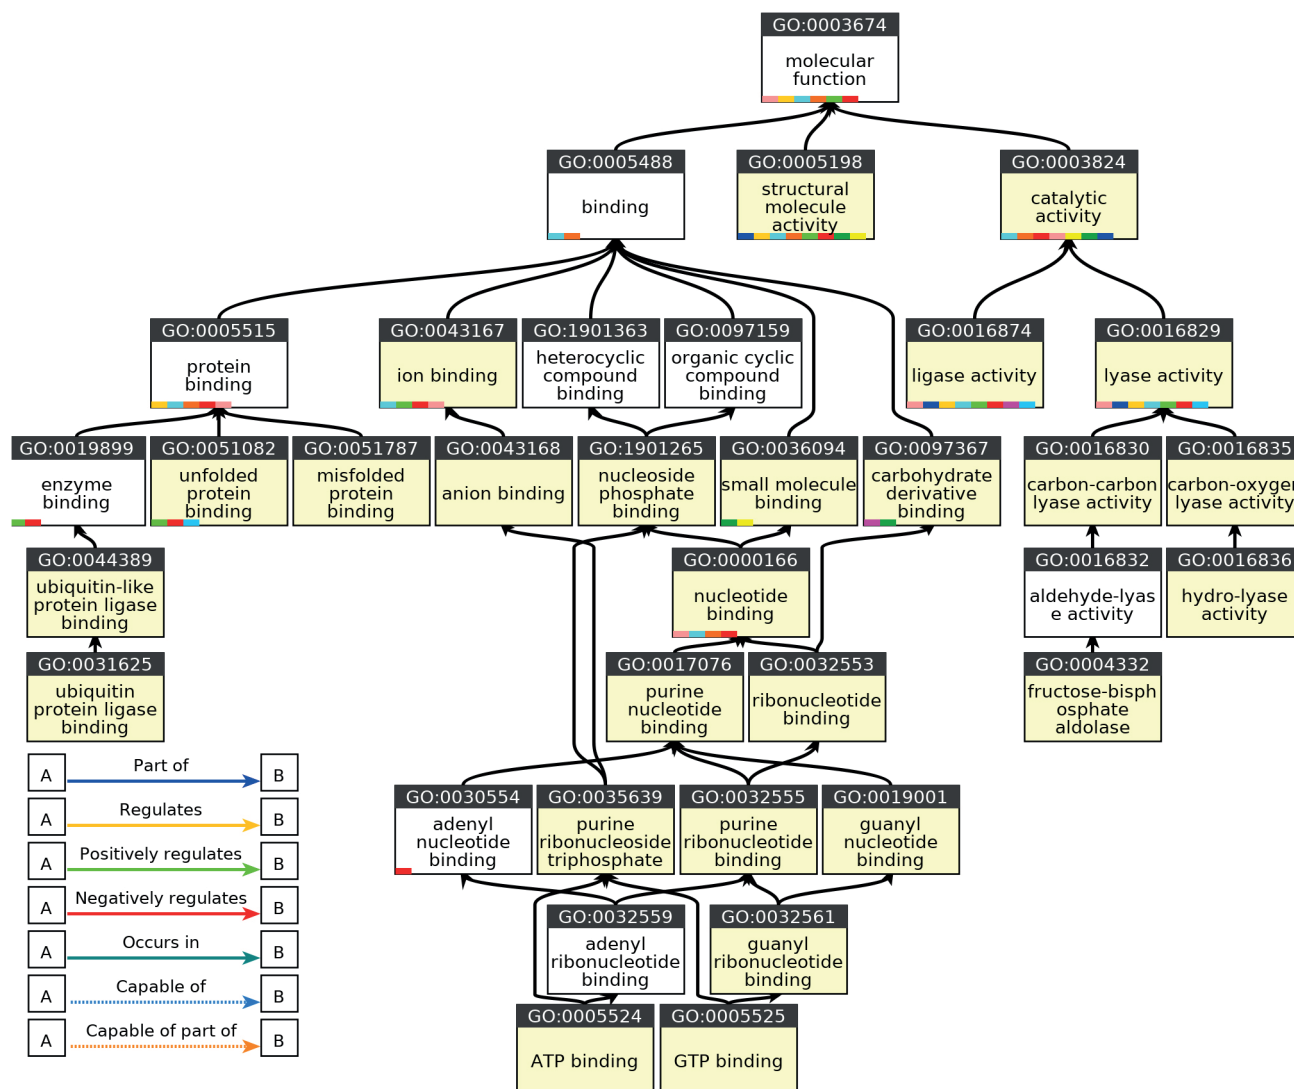 GO:0003674
molecular
function
GO:0005488
binding
GO:0005198
structural
molecule
activity
GO:0003824
catalytic
activity
GO:0005515
protein
binding
GO:0043167
ion binding
GO:1901363
heterocyclic
compound
binding
GO:0097159
organic cyclic
compound
binding
GO:0016874
ligase activity
GO:0016829
lyase activity
GO:0019899
enzyme
binding
GO:0051082
unfolded
protein
binding
GO:0051787
misfolded
protein
binding
GO:0043168
anion binding
GO:1901265
nucleoside
phosphate
binding
GO:0036094
small molecule
binding
GO:0097367
carbohydrate
derivative
binding
GO:0016830
carbon-carbon
lyase activity
GO:0016835
carbon-oxygen
lyase activity
GO:0044389
ubiquitin-like
protein ligase
binding
GO:0000166
nucleotide
binding
GO:0016832
aldehyde-lyas
e activity
GO:0016836
hydro-lyase
activity
GO:0031625
ubiquitin
protein ligase
binding
GO:0017076
purine
nucleotide
binding
GO:0032553
ribonucleotide
binding
GO:0004332
fructose-bisph
osphate
aldolase
GO:0030554
adenyl
nucleotide
binding
GO:0035639
purine
ribonucleoside
triphosphate
GO:0032555
purine
ribonucleotide
binding
GO:0019001
guanyl
nucleotide
binding
GO:0032559
adenyl
ribonucleotide
binding
GO:0032561
guanyl
ribonucleotide
binding
GO:0005524
ATP binding
GO:0005525
GTP binding
A Part of B
A Regulates B
A Positively regulates B
A Negatively regulates B
A Occurs in B
A Capable of B
A Capable of part of B